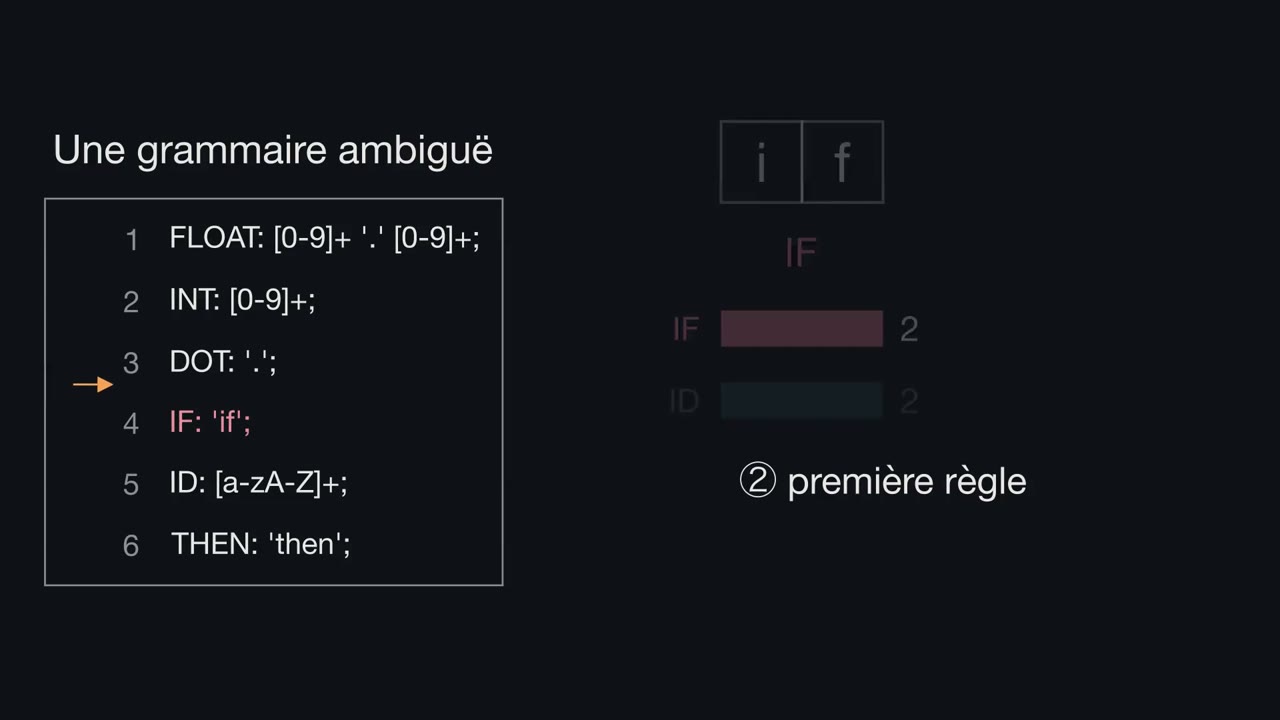 Une grammaire ambiguë
1 FLOAT: [0-9]+ '.' [0-9]+;
2 INT: [0-9]+;
3 DOT: '.';
4 IF: 'if';
5 ID: [a-zA-Z]+;
6 THEN: 'then';
i f
IF
IF 2
ID 2
② première règle